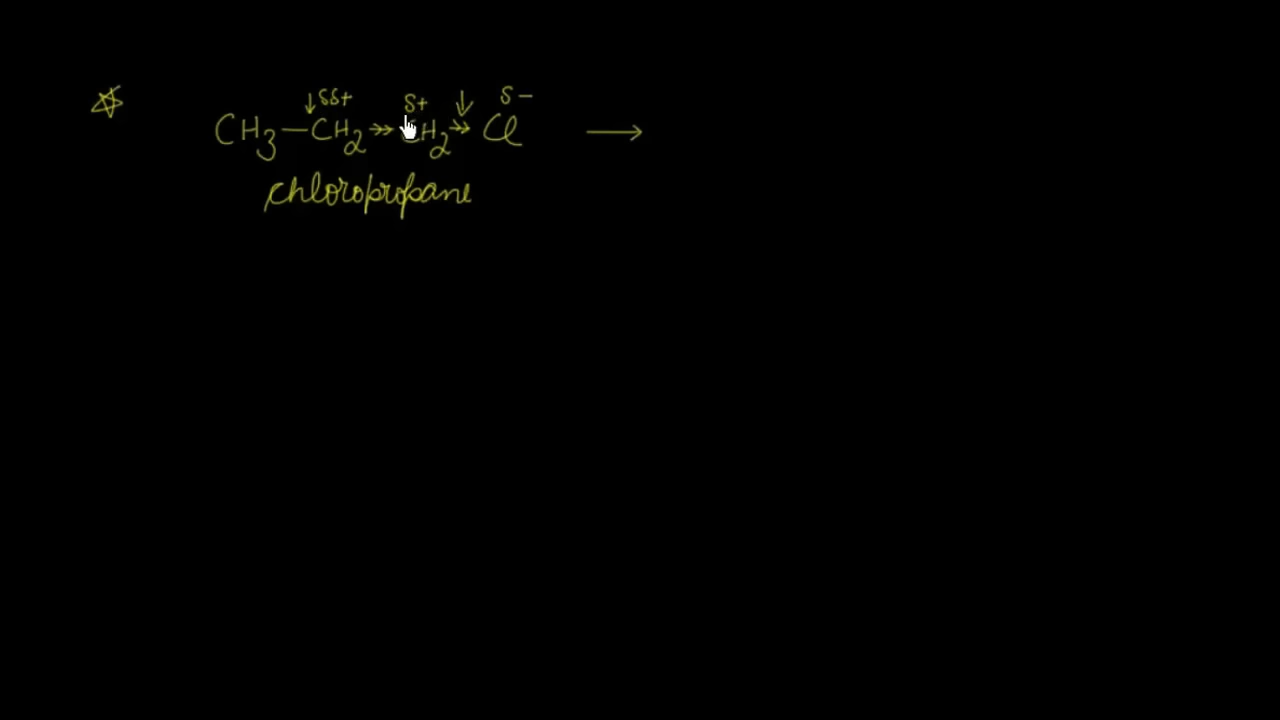 δδ+ δ+ δ-
CH3-CH2->>-CH2->>-Cl ⟶
chloropropane